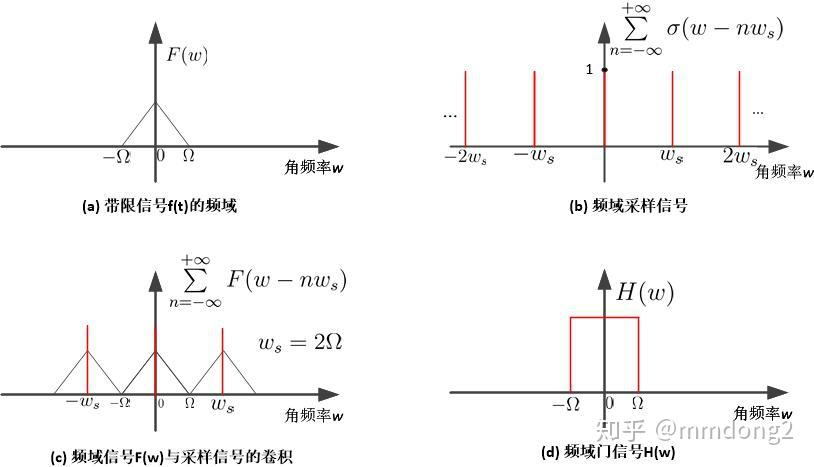 F(w)
−Ω 0 Ω
角频率w
(a) 带限信号f(t)的频域
+∞
∑ σ(w − nw_s)
n=−∞
1
... ...
−2w_s −w_s w_s 2w_s
角频率w
(b) 频域采样信号
+∞
∑ F(w − nw_s)
n=−∞
w_s = 2Ω
−w_s −Ω 0 Ω w_s
角频率w
(c) 频域信号F(w)与采样信号的卷积
H(w)
−Ω 0 Ω
角频率w
(d) 频域门信号H(w)
知乎 @mmdong2